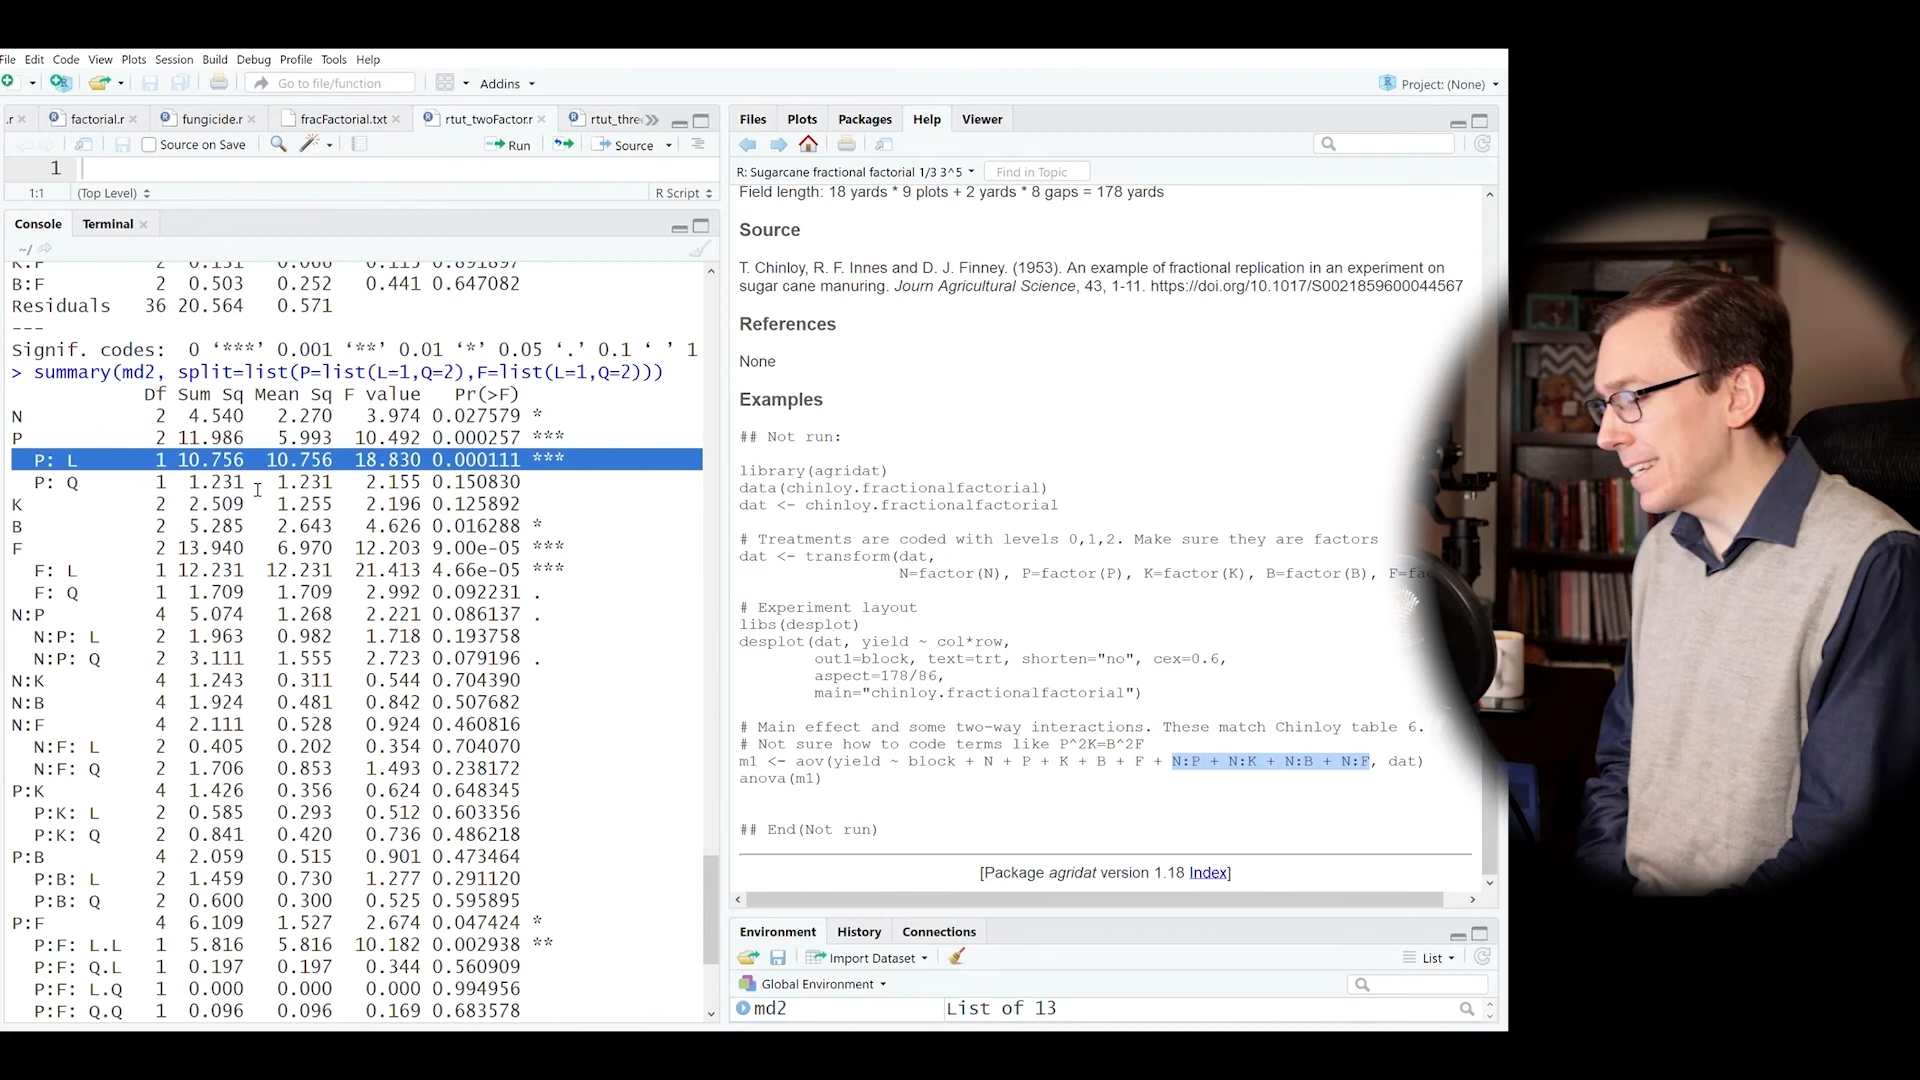 File Edit Code View Plots Session Build Debug Profile Tools Help
Go to file/function
Addins
Project: (None)
.r
factorial.r
fungicide.r
fracFactorial.txt
rtut_twoFactor.r
rtut_thre
Source on Save
Run
Source
1
1:1 (Top Level)
R Script
Console Terminal
~/
B:F 2 0.503 0.252 0.441 0.647082
Residuals 36 20.564 0.571
---
Signif. codes: 0 ‘***’ 0.001 ‘**’ 0.01 ‘*’ 0.05 ‘.’ 0.1 ‘ ’ 1
> summary(md2, split=list(P=list(L=1,Q=2),F=list(L=1,Q=2)))
Df Sum Sq Mean Sq F value Pr(>F)
N 2 4.540 2.270 3.974 0.027579 *
P 2 11.986 5.993 10.492 0.000257 ***
P: L 1 10.756 10.756 18.830 0.000111 ***
P: Q 1 1.231 1.231 2.155 0.150830
K 2 2.509 1.255 2.196 0.125892
B 2 5.285 2.643 4.626 0.016288 *
F 2 13.940 6.970 12.203 9.00e-05 ***
F: L 1 12.231 12.231 21.413 4.66e-05 ***
F: Q 1 1.709 1.709 2.992 0.092231 .
N:P 4 5.074 1.268 2.221 0.086137 .
N:P: L 2 1.963 0.982 1.718 0.193758
N:P: Q 2 3.111 1.555 2.723 0.079196 .
N:K 4 1.243 0.311 0.544 0.704390
N:B 4 1.924 0.481 0.842 0.507682
N:F 4 2.111 0.528 0.924 0.460816
N:F: L 2 0.405 0.202 0.354 0.704070
N:F: Q 2 1.706 0.853 1.493 0.238172
P:K 4 1.426 0.356 0.624 0.648345
P:K: L 2 0.585 0.293 0.512 0.603356
P:K: Q 2 0.841 0.420 0.736 0.486218
P:B 4 2.059 0.515 0.901 0.473464
P:B: L 2 1.459 0.730 1.277 0.291120
P:B: Q 2 0.600 0.300 0.525 0.595895
P:F 4 6.109 1.527 2.674 0.047424 *
P:F: L.L 1 5.816 5.816 10.182 0.002938 **
P:F: Q.L 1 0.197 0.197 0.344 0.560909
P:F: L.Q 1 0.000 0.000 0.000 0.994956
P:F: Q.Q 1 0.096 0.096 0.169 0.683578
Files Plots Packages Help Viewer
R: Sugarcane fractional factorial 1/3 3^5
Find in Topic
Field length: 18 yards * 9 plots + 2 yards * 8 gaps = 178 yards
Source
T. Chinloy, R. F. Innes and D. J. Finney. (1953). An example of fractional replication in an experiment on
sugar cane manuring. Journ Agricultural Science, 43, 1-11. https://doi.org/10.1017/S0021859600044567
References
None
Examples
## Not run:
library(agridat)
data(chinloy.fractionalfactorial)
dat <- chinloy.fractionalfactorial
# Treatments are coded with levels 0,1,2. Make sure they are factors
dat <- transform(dat,
N=factor(N), P=factor(P), K=factor(K), B=factor(B), F=fac
# Experiment layout
libs(desplot)
desplot(dat, yield ~ col*row,
out1=block, text=trt, shorten="no", cex=0.6,
aspect=178/86,
main="chinloy.fractionalfactorial")
# Main effect and some two-way interactions. These match Chinloy table 6.
# Not sure how to code terms like P^2K=B^2F
m1 <- aov(yield ~ block + N + P + K + B + F + N:P + N:K + N:B + N:F, dat)
anova(m1)
## End(Not run)
[Package agridat version 1.18 Index]
Environment History Connections
Import Dataset
List
Global Environment
md2 List of 13